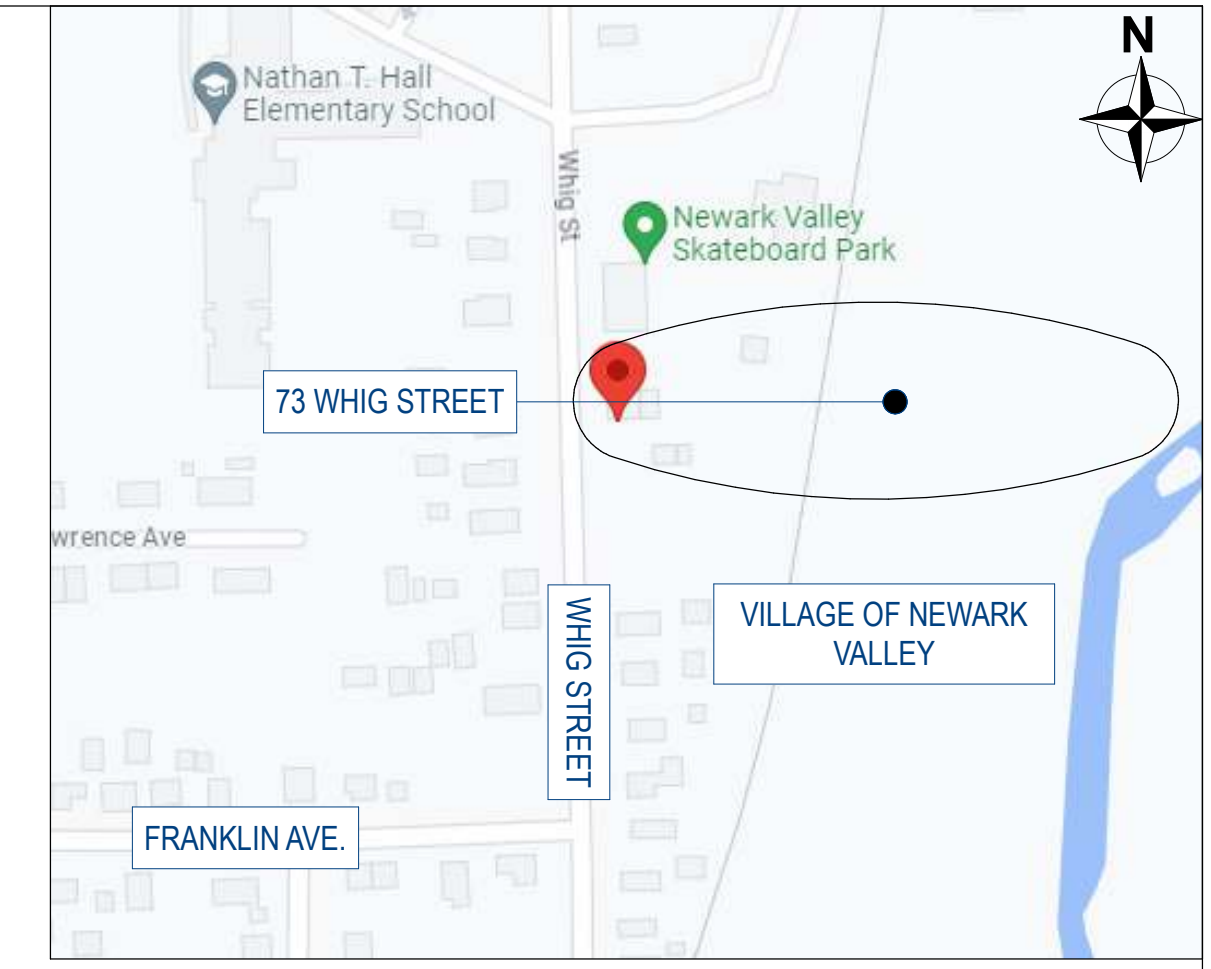 N
Nathan T. Hall
Elementary School
Whig St
Newark Valley
Skateboard Park
73 WHIG STREET
wrence Ave
WHIG STREET
VILLAGE OF NEWARK
VALLEY
FRANKLIN AVE.